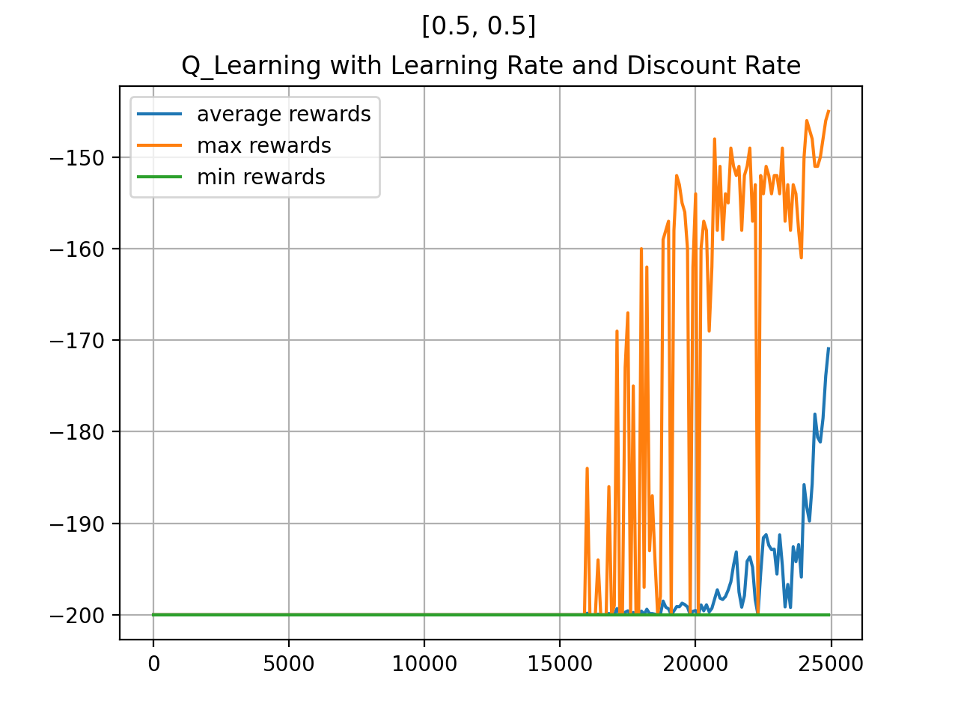 [0.5, 0.5]
Q_Learning with Learning Rate and Discount Rate
average rewards
max rewards
min rewards
−150
−160
−170
−180
−190
−200
0 5000 10000 15000 20000 25000